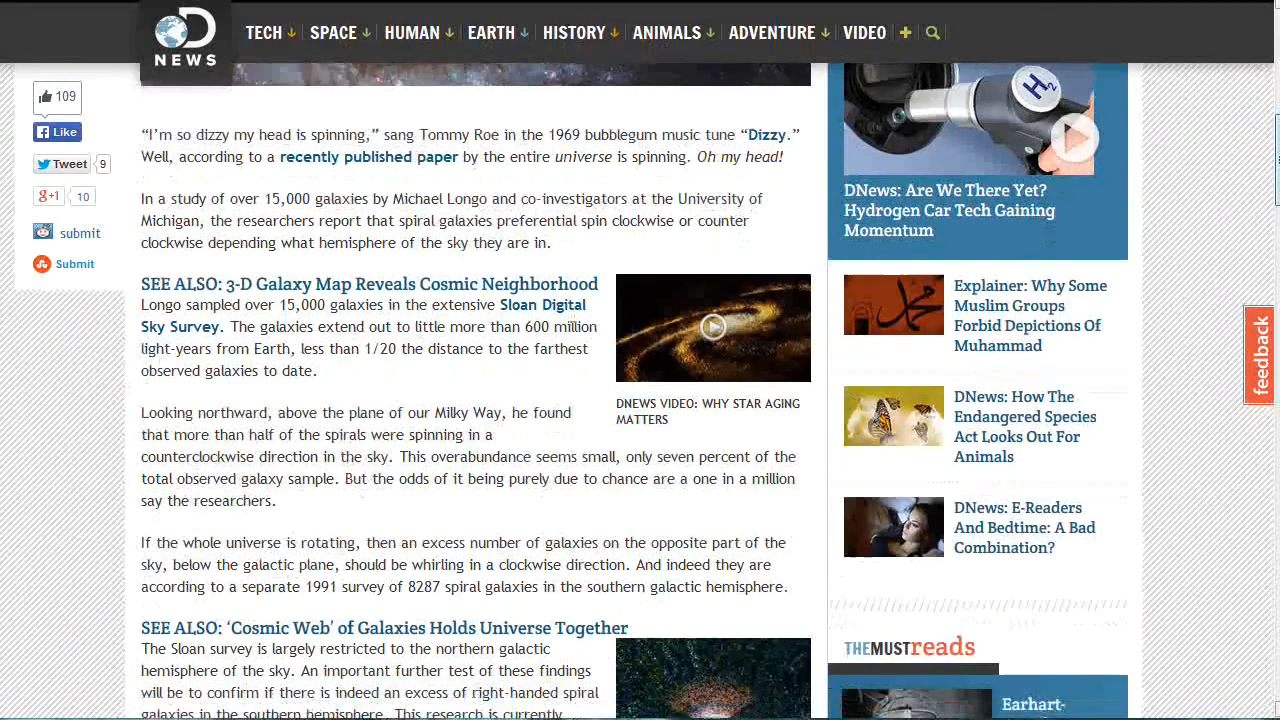 D
NEWS
TECH
SPACE
HUMAN
EARTH
HISTORY
ANIMALS
ADVENTURE
VIDEO
109
Like
Tweet
9
g+1
10
submit
Submit
“I’m so dizzy my head is spinning,” sang Tommy Roe in the 1969 bubblegum music tune “Dizzy.”
Well, according to a recently published paper by the entire universe is spinning. Oh my head!
In a study of over 15,000 galaxies by Michael Longo and co-investigators at the University of
Michigan, the researchers report that spiral galaxies preferential spin clockwise or counter
clockwise depending what hemisphere of the sky they are in.
SEE ALSO: 3-D Galaxy Map Reveals Cosmic Neighborhood
Longo sampled over 15,000 galaxies in the extensive Sloan Digital
Sky Survey. The galaxies extend out to little more than 600 million
light-years from Earth, less than 1/20 the distance to the farthest
observed galaxies to date.
DNEWS VIDEO: WHY STAR AGING
MATTERS
Looking northward, above the plane of our Milky Way, he found
that more than half of the spirals were spinning in a
counterclockwise direction in the sky. This overabundance seems small, only seven percent of the
total observed galaxy sample. But the odds of it being purely due to chance are a one in a million
say the researchers.
If the whole universe is rotating, then an excess number of galaxies on the opposite part of the
sky, below the galactic plane, should be whirling in a clockwise direction. And indeed they are
according to a separate 1991 survey of 8287 spiral galaxies in the southern galactic hemisphere.
SEE ALSO: ‘Cosmic Web’ of Galaxies Holds Universe Together
The Sloan survey is largely restricted to the northern galactic
hemisphere of the sky. An important further test of these findings
will be to confirm if there is indeed an excess of right-handed spiral
galaxies in the southern hemisphere. This research is currently
H2
DNews: Are We There Yet?
Hydrogen Car Tech Gaining
Momentum
Explainer: Why Some
Muslim Groups
Forbid Depictions Of
Muhammad
محمد
DNews: How The
Endangered Species
Act Looks Out For
Animals
DNews: E-Readers
And Bedtime: A Bad
Combination?
THEMUSTreads
Earhart-
feedback